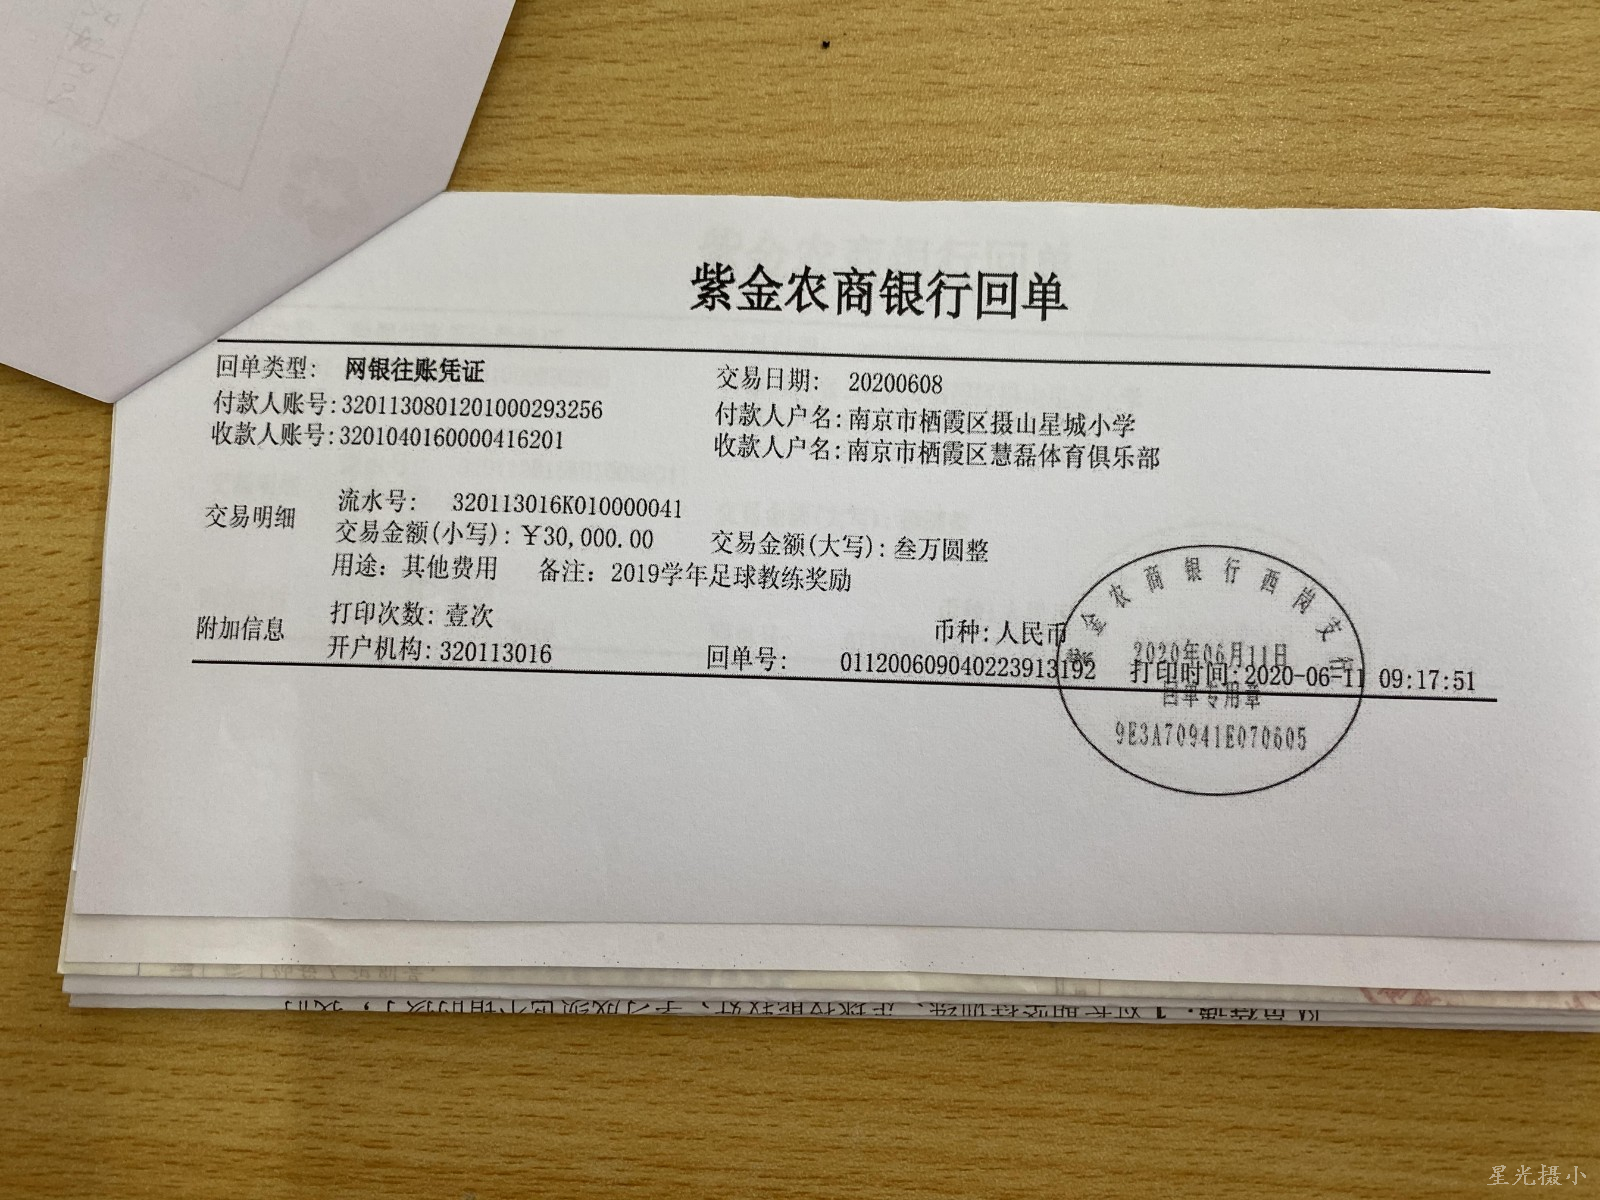 紫金农商银行回单
回单类型: 网银往账凭证 交易日期: 20200608
付款人账号:3201130801201000293256 付款人户名:南京市栖霞区摄山星城小学
收款人账号:3201040160000416201 收款人户名:南京市栖霞区慧磊体育俱乐部
交易明细
流水号: 320113016K010000041
交易金额(小写):￥30,000.00 交易金额(大写):叁万圆整
用途:其他费用 备注:2019学年足球教练奖励
附加信息
打印次数:壹次 币种:人民币
开户机构:320113016 回单号: 011200609040223913192 打印时间:2020-06-11 09:17:51
紫金农商银行西岗支行
2020年06月11日
回单专用章
9E3A70941E070605
星光摄小